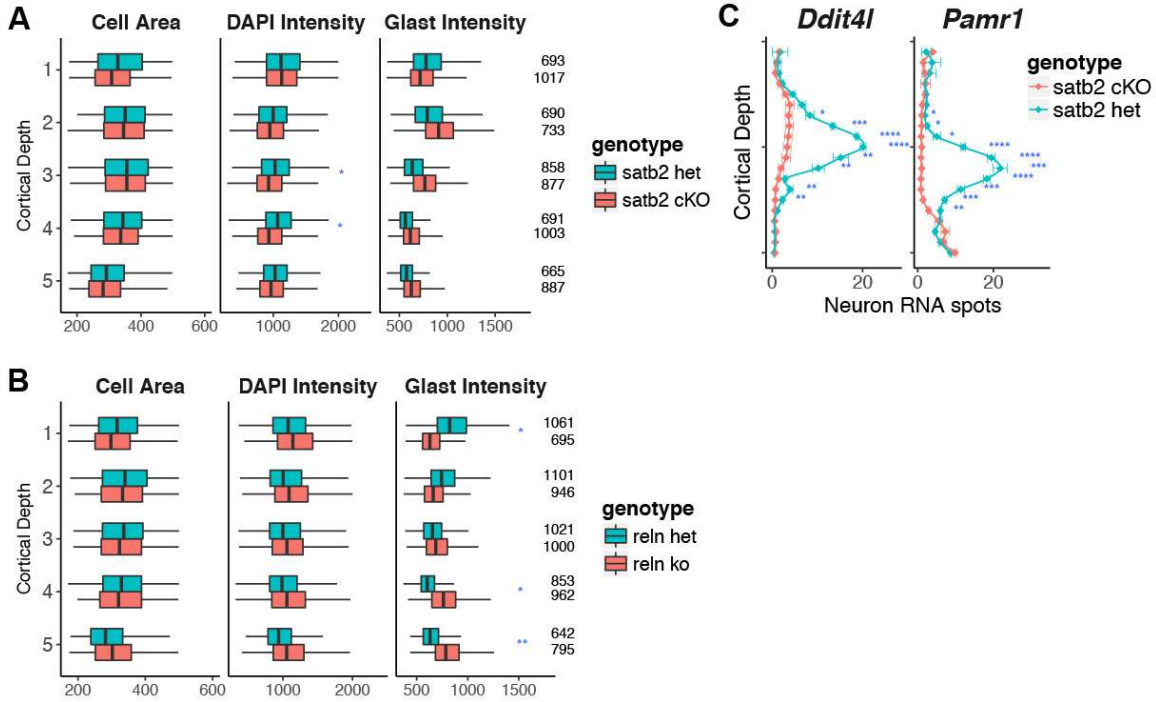 A
Cell Area DAPI Intensity Glast Intensity
Cortical Depth
1
693
1017
2
690
733
3
*
858
877
4
*
691
1003
5
665
887
200 400 600 1000 2000 500 1000 1500
genotype
satb2 het
satb2 cKO
B
Cell Area DAPI Intensity Glast Intensity
Cortical Depth
1
*
1061
695
2
1101
946
3
1021
1000
4
*
853
962
5
**
642
795
200 400 600 1000 2000 500 1000 1500
genotype
reln het
reln ko
C
Ddit4l Pamr1
Cortical Depth
* *
*** *
**** *
**** ****
** ****
** ***
** ****
** ***
**
0 20 0 20
Neuron RNA spots
genotype
satb2 cKO
satb2 het